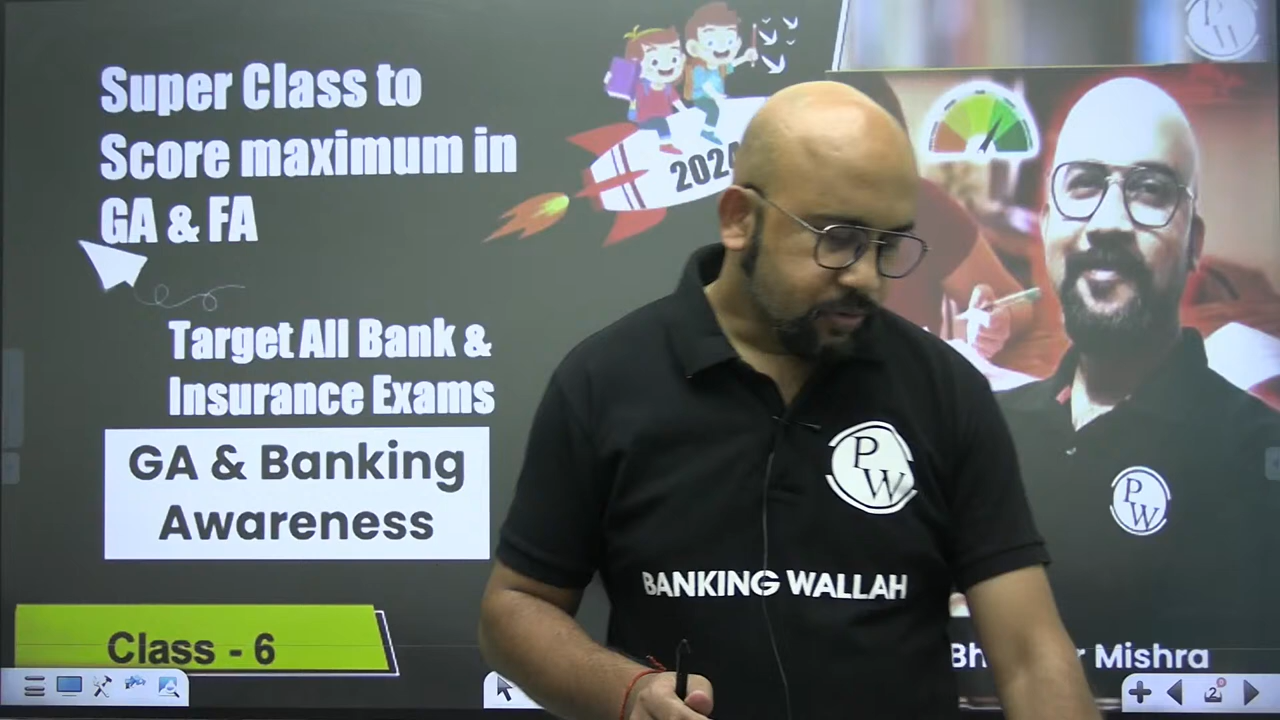 Super Class to
Score maximum in
GA & FA
2024
Target All Bank &
Insurance Exams
GA & Banking
Awareness
Class - 6
PW
PW
PW
BANKING WALLAH
Mishra
2